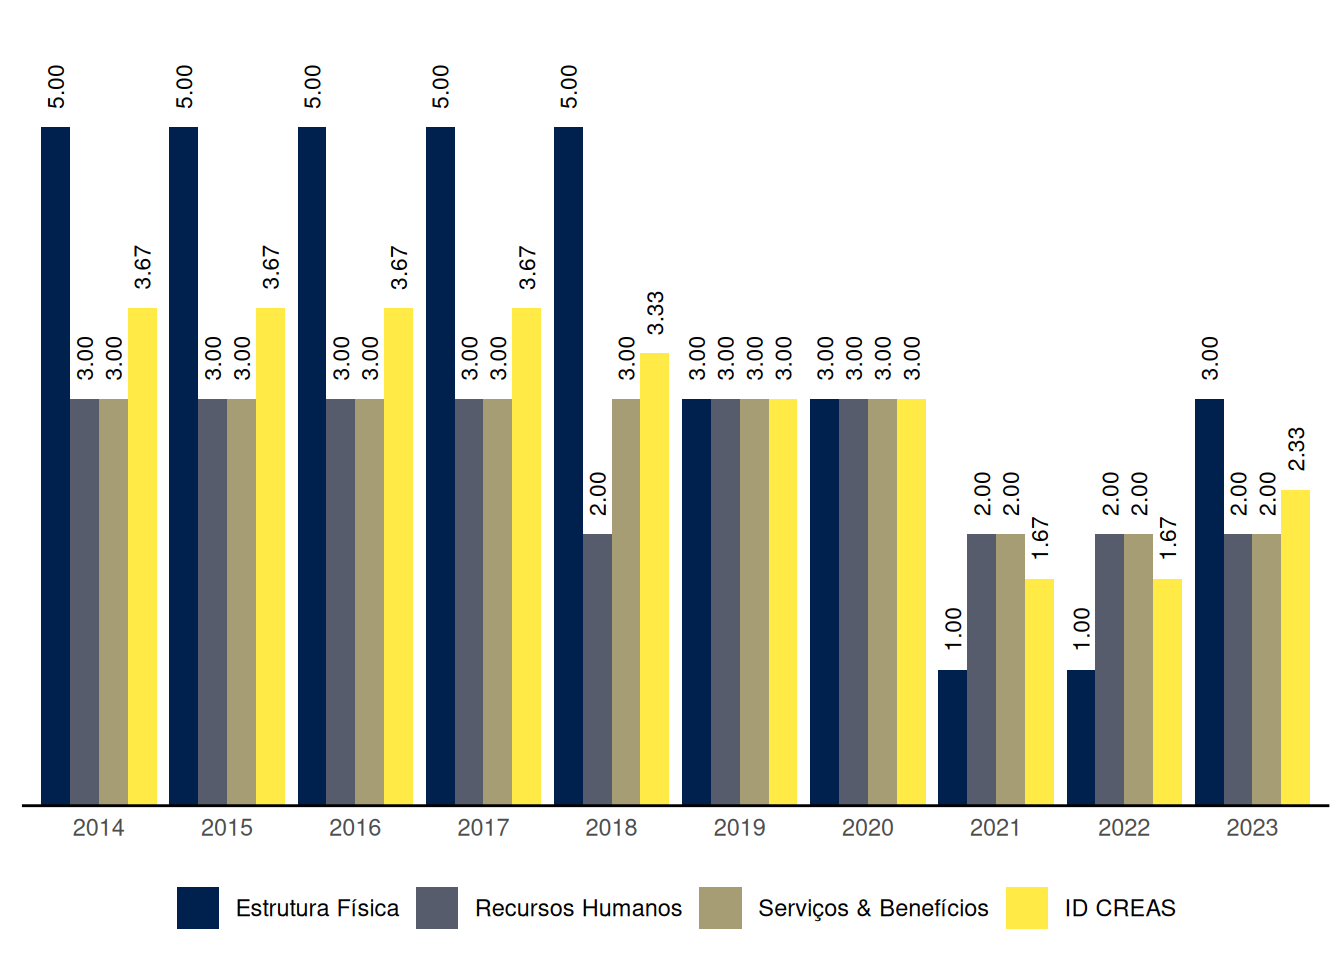 5.00 3.00 3.00 3.67 5.00 3.00 3.00 3.67 5.00 3.00 3.00 3.67 5.00 3.00 3.00 3.67 5.00 2.00 3.00 3.33 3.00 3.00 3.00 3.00 3.00 3.00 3.00 3.00 1.00 2.00 2.00 1.67 1.00 2.00 2.00 1.67 3.00 2.00 2.00 2.33
2014 2015 2016 2017 2018 2019 2020 2021 2022 2023
Estrutura Física Recursos Humanos Serviços & Benefícios ID CREAS